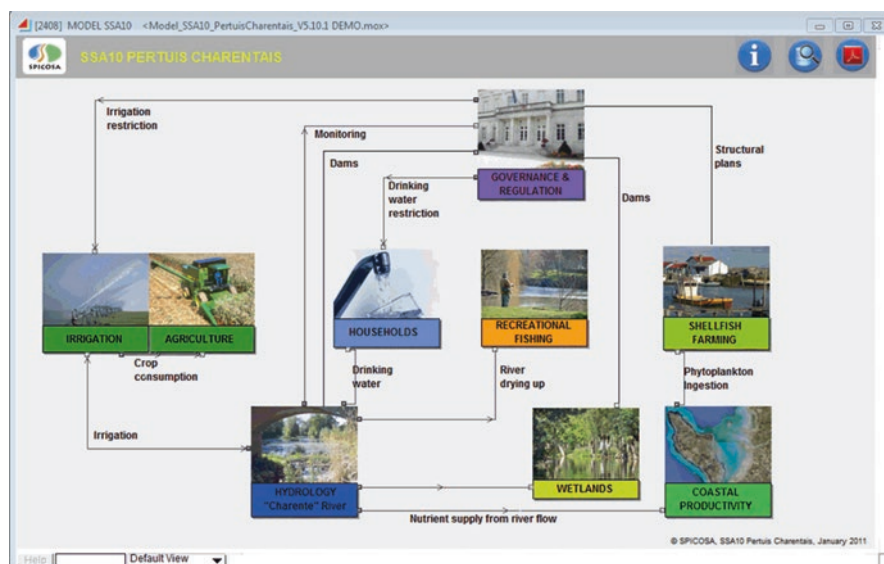 [2408] MODEL SSA10 <Model_SSA10_PertuisCharentais_V5.10.1 DEMO.mox>
SPICOSA
SSA10 PERTUIS CHARENTAIS
Irrigation
restriction
Monitoring
Dams
GOVERNANCE &
REGULATION
Structural
plans
Drinking
water
restriction
Dams
IRRIGATION
AGRICULTURE
HOUSEHOLDS
RECREATIONAL
FISHING
SHELLFISH
FARMING
Crop
consumption
Drinking
water
River
drying up
Phytoplankton
Ingestion
Irrigation
HYDROLOGY
"Charente" River
WETLANDS
COASTAL
PRODUCTIVITY
Nutrient supply from river flow
© SPICOSA, SSA10 Pertuis Charentais, January 2011
Help
Default View